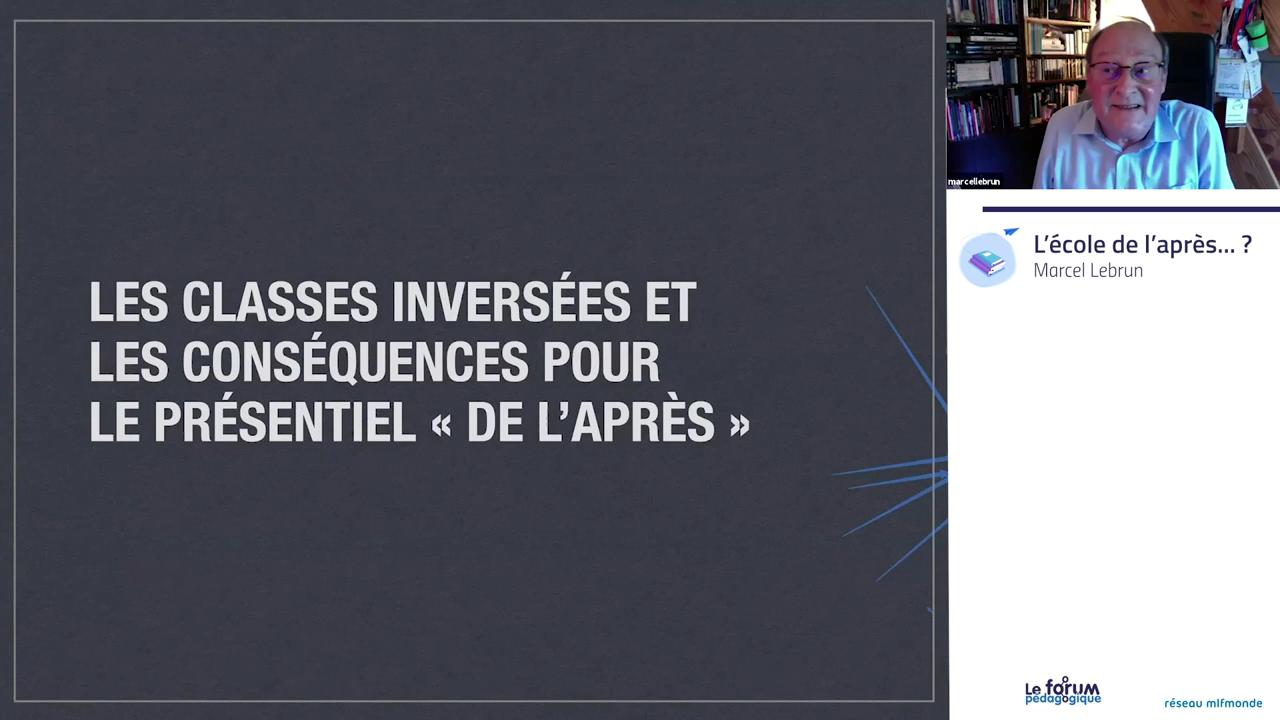 LES CLASSES INVERSÉES ET
LES CONSÉQUENCES POUR
LE PRÉSENTIEL « DE L’APRÈS »
marcellebrun
L’école de l’après... ?
Marcel Lebrun
Le forum
pédagogique
réseau mlfmonde